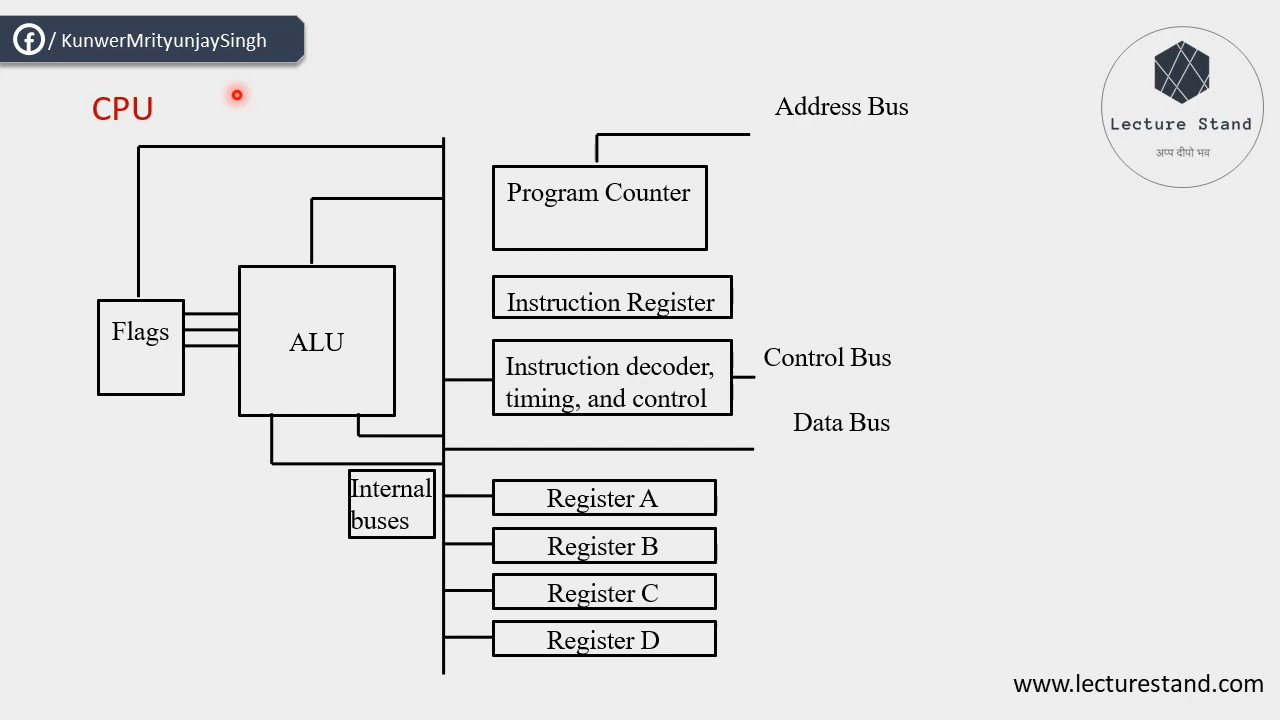 / KunwerMrityunjaySingh
CPU
Address Bus
Lecture Stand
अप्प दीपो भव
Program Counter
Instruction Register
Flags
ALU
Instruction decoder,
timing, and control
Control Bus
Data Bus
Internal
buses
Register A
Register B
Register C
Register D
www.lecturestand.com